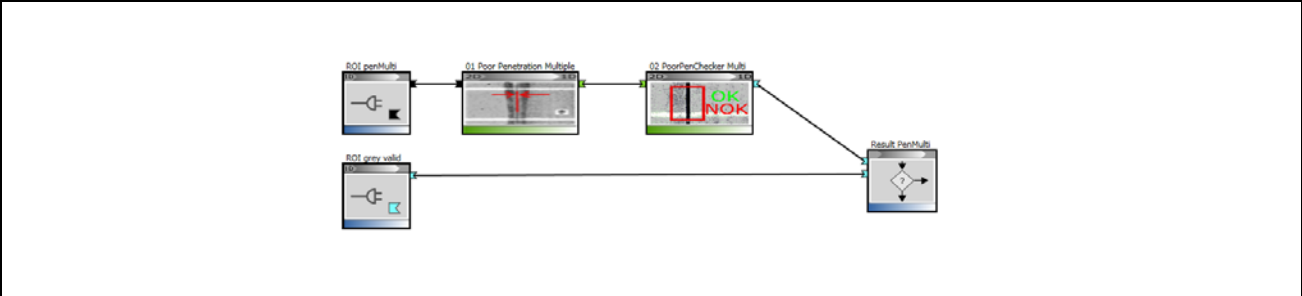 ROI penMulti
01 Poor Penetration Multiple
02 PoorPenChecker Multi
OK
NOK
Result PenMulti
?
ROI grey valid